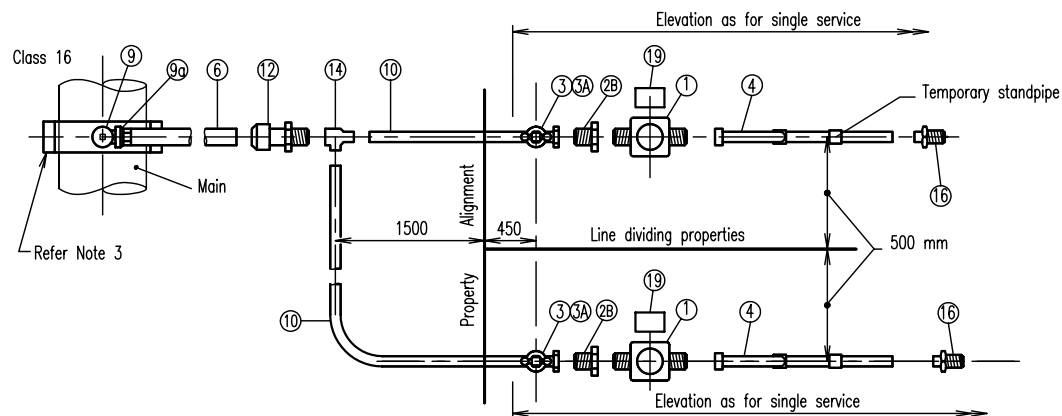 Elevation as for single service
Class 16
9
9a
6
12
14
10
3
3A
2B
19
1
4
Temporary standpipe
16
Main
Refer Note 3
1500
450
Property Alignment
Line dividing properties
500 mm
10
3
3A
2B
19
1
4
16
Elevation as for single service